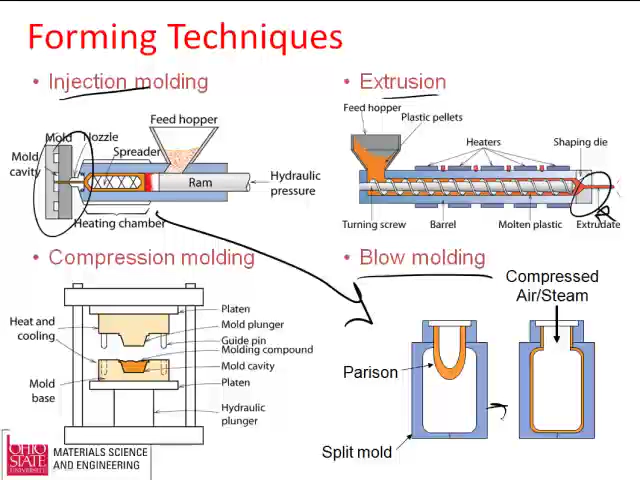 Forming Techniques
• Injection molding
Feed hopper
Mold
Nozzle
Spreader
Mold
cavity
Ram
Hydraulic
pressure
Heating chamber
• Extrusion
Feed hopper
Plastic pellets
Heaters
Shaping die
Turning screw
Barrel
Molten plastic
Extrudate
• Compression molding
Platen
Heat and
cooling
Mold plunger
Guide pin
Molding compound
Mold cavity
Mold
base
Platen
Hydraulic
plunger
• Blow molding
Compressed
Air/Steam
Parison
Split mold
OHIO
STATE
UNIVERSITY
MATERIALS SCIENCE
AND ENGINEERING